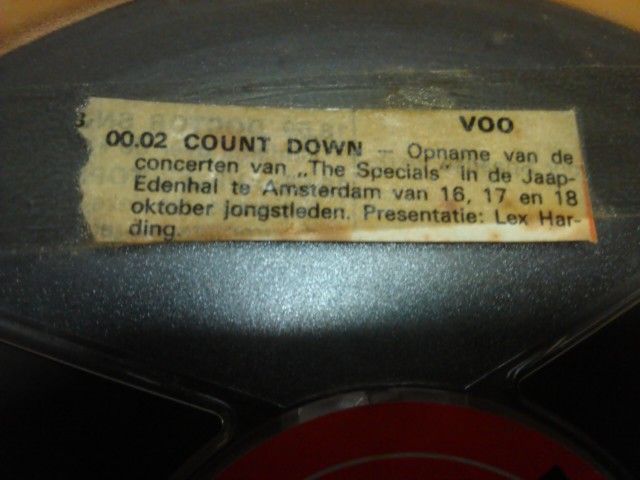 VOO
00.02 COUNT DOWN — Opname van de
concerten van „The Specials" in de Jaap-
Edenhal te Amsterdam van 16, 17 en 18
oktober jongstleden. Presentatie: Lex Har-
ding.